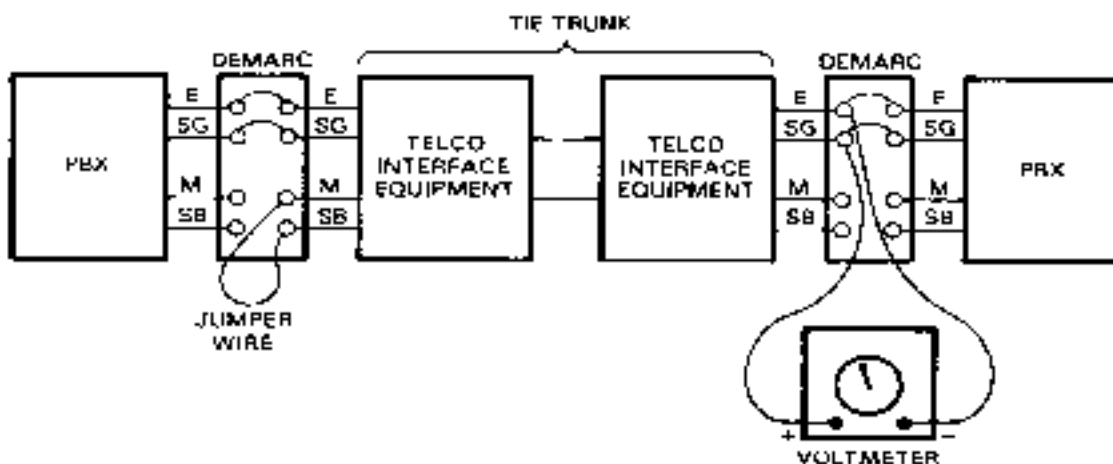 TIE TRUNK
DEMARC
DEMARC
E
E
E
F
SG
SG
SG
SG
PBX
TELCO
INTERFACE
EQUIPMENT
TELCO
INTERFACE
EQUIPMENT
PBX
M
M
M
M
SB
SB
SB
SB
JUMPER
WIRE
+
−
VOLTMETER